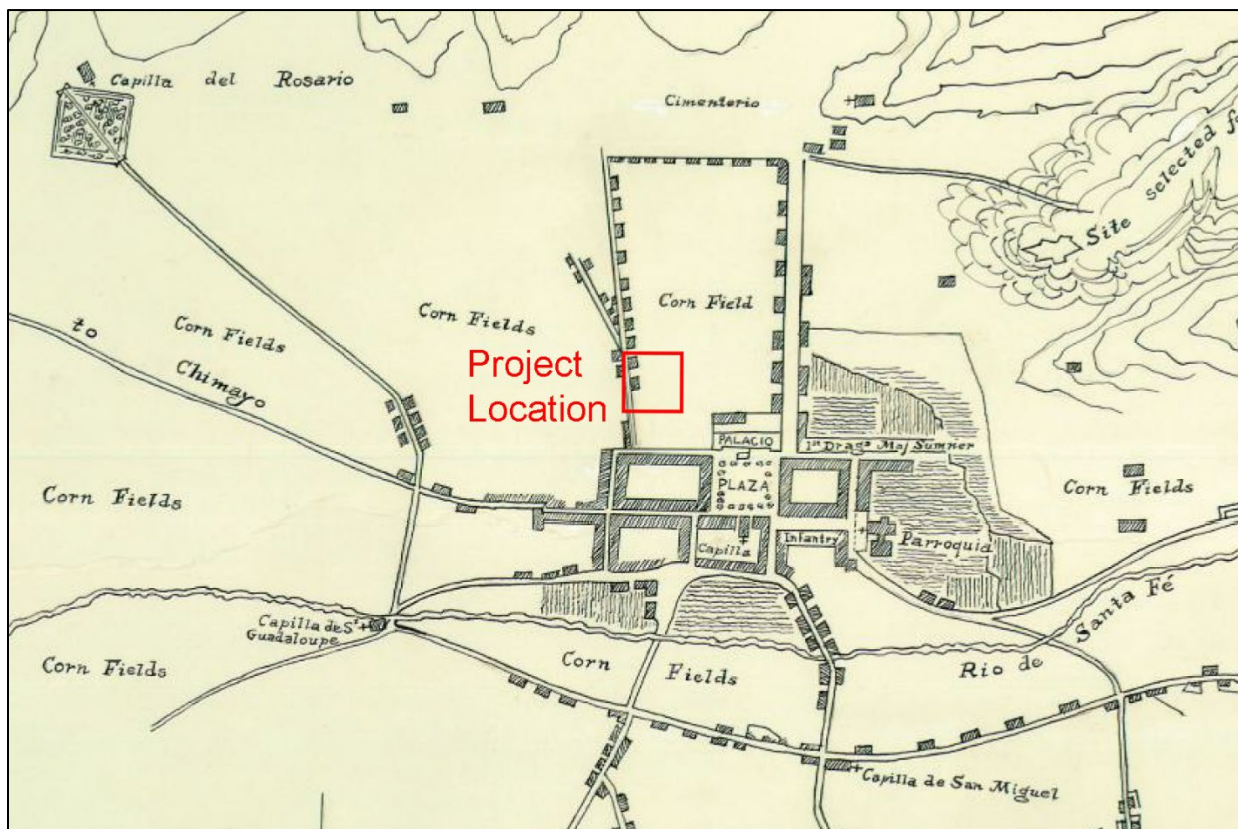 Capilla del Rosario
Cimenterio
Site selected
Corn Field
Corn Fields
Corn Fields
to Chimayo
Project
Location
PALACIO
1st Drags Maj Sumner
PLAZA
Corn Fields
Corn Fields
Infantry
Parroquia
Capilla
Capilla de St
Guadaloupe
Rio de Santa Fé
Corn Fields
Corn Fields
Capilla de San Miguel